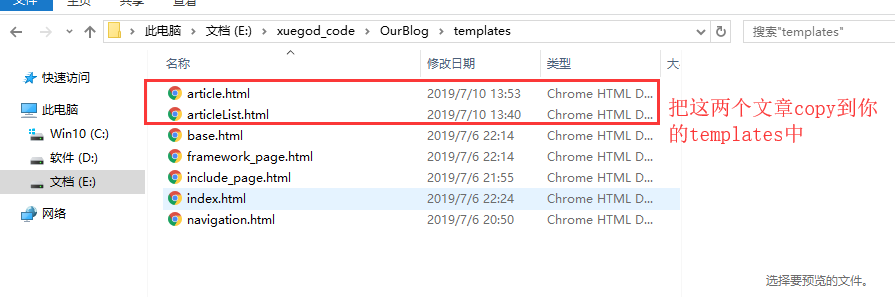 文件 主页 共享 查看
此电脑 文档 (E:) xuegod_code OurBlog templates 搜索"templates"
名称 修改日期 类型 大
快速访问
此电脑
Win10 (C:)
软件 (D:)
文档 (E:)
网络
article.html 2019/7/10 13:53 Chrome HTML D...
articleList.html 2019/7/10 13:40 Chrome HTML D...
base.html 2019/7/6 22:14 Chrome HTML D...
framework_page.html 2019/7/6 22:14 Chrome HTML D...
include_page.html 2019/7/6 21:55 Chrome HTML D...
index.html 2019/7/6 22:24 Chrome HTML D...
navigation.html 2019/7/6 20:50 Chrome HTML D...
把这两个文章copy到你
的templates中
选择要预览的文件。